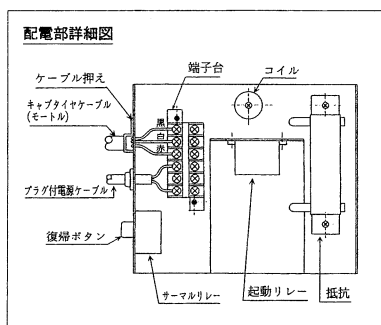 配電部詳細図
端子台
コイル
ケーブル押え
キャブタイヤケーブル
(モートル)
黒
白
赤
プラグ付電源ケーブル
復帰ボタン
サーマルリレー
起動リレー
抵抗